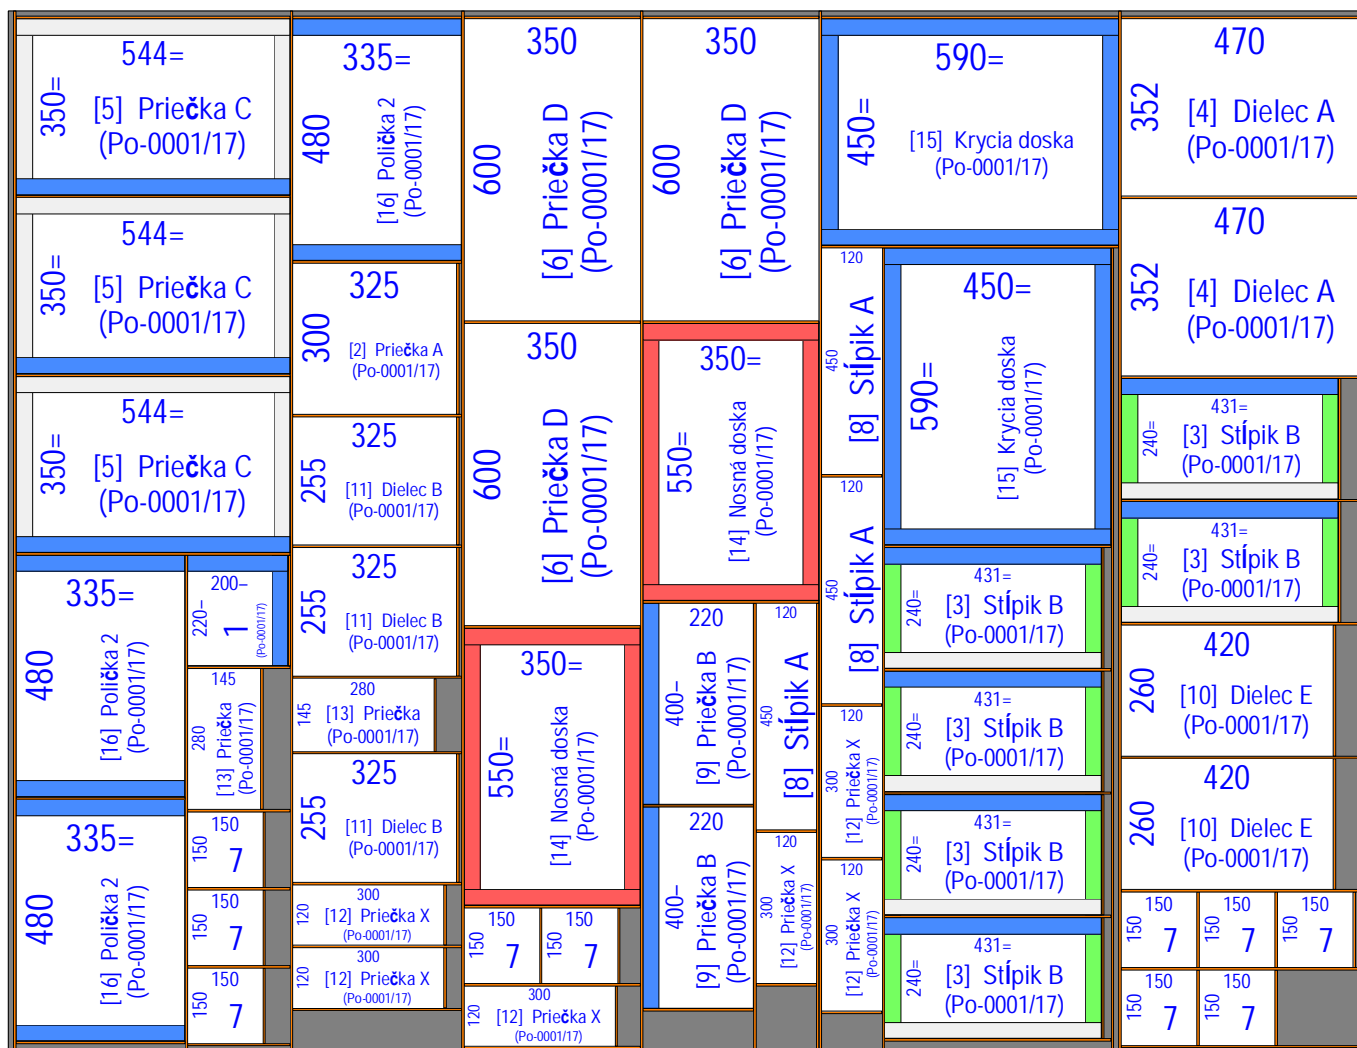 544=
350=
[5] Priečka C
(Po-0001/17)
544=
350=
[5] Priečka C
(Po-0001/17)
544=
350=
[5] Priečka C
(Po-0001/17)
335=
480
[16] Polička 2
(Po-0001/17)
200–
220–
1
(Po-0001/17)
145
280
[13] Priečka
(Po-0001/17)
335=
480
[16] Polička 2
(Po-0001/17)
150
150
7
150
150
7
150
150
7
335=
480
[16] Polička 2
(Po-0001/17)
325
300
[2] Priečka A
(Po-0001/17)
325
255
[11] Dielec B
(Po-0001/17)
325
255
[11] Dielec B
(Po-0001/17)
280
145
[13] Priečka
(Po-0001/17)
325
255
[11] Dielec B
(Po-0001/17)
300
120
[12] Priečka X
(Po-0001/17)
300
120
[12] Priečka X
(Po-0001/17)
350
600
[6] Priečka D
(Po-0001/17)
350
600
[6] Priečka D
(Po-0001/17)
350=
550=
[14] Nosná doska
(Po-0001/17)
150
150
7
150
150
7
300
120
[12] Priečka X
(Po-0001/17)
350
600
[6] Priečka D
(Po-0001/17)
350=
550=
[14] Nosná doska
(Po-0001/17)
220
400–
[9] Priečka B
(Po-0001/17)
220
400–
[9] Priečka B
(Po-0001/17)
120
450
[8] Stĺpik A
120
300
[12] Priečka X
(Po-0001/17)
590=
450=
[15] Krycia doska
(Po-0001/17)
120
450
[8] Stĺpik A
120
450
[8] Stĺpik A
120
300
[12] Priečka X
(Po-0001/17)
120
300
[12] Priečka X
(Po-0001/17)
450=
590=
[15] Krycia doska
(Po-0001/17)
431=
240=
[3] Stĺpik B
(Po-0001/17)
431=
240=
[3] Stĺpik B
(Po-0001/17)
431=
240=
[3] Stĺpik B
(Po-0001/17)
431=
240=
[3] Stĺpik B
(Po-0001/17)
470
352
[4] Dielec A
(Po-0001/17)
470
352
[4] Dielec A
(Po-0001/17)
431=
240=
[3] Stĺpik B
(Po-0001/17)
431=
240=
[3] Stĺpik B
(Po-0001/17)
420
260
[10] Dielec E
(Po-0001/17)
420
260
[10] Dielec E
(Po-0001/17)
150
150
7
150
150
7
150
150
7
150
150
7
150
150
7